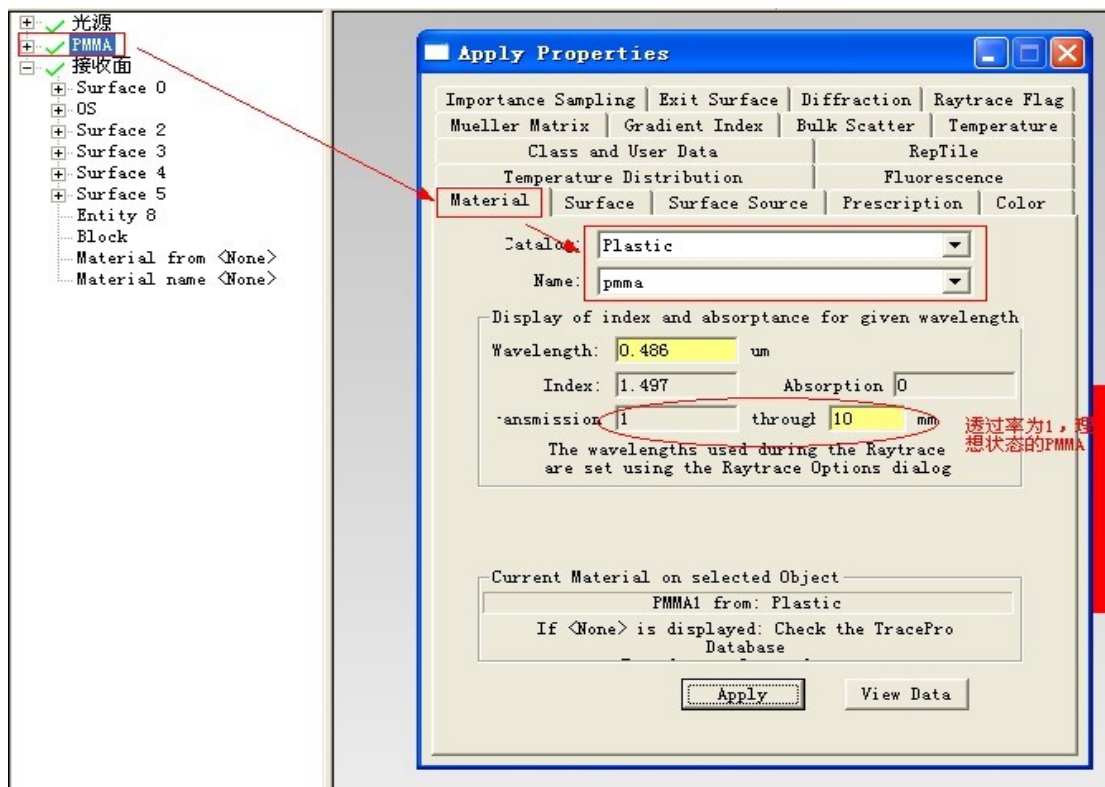 光源
PMMA
接收面
Surface 0
OS
Surface 2
Surface 3
Surface 4
Surface 5
Entity 8
Block
Material from <None>
Material name <None>
Apply Properties
Importance Sampling Exit Surface Diffraction Raytrace Flag
Mueller Matrix Gradient Index Bulk Scatter Temperature
Class and User Data RepTile
Temperature Distribution Fluorescence
Material Surface Surface Source Prescription Color
Catalog: Plastic
Name: pmma
Display of index and absorptance for given wavelength
Wavelength: 0.486 um
Index: 1.497 Absorption 0
ransmission 1 through 10 mm
透过率为1，理
想状态的PMMA
The wavelengths used during the Raytrace
are set using the Raytrace Options dialog
Current Material on selected Object
PMMA1 from: Plastic
If <None> is displayed: Check the TracePro
Database
Apply View Data